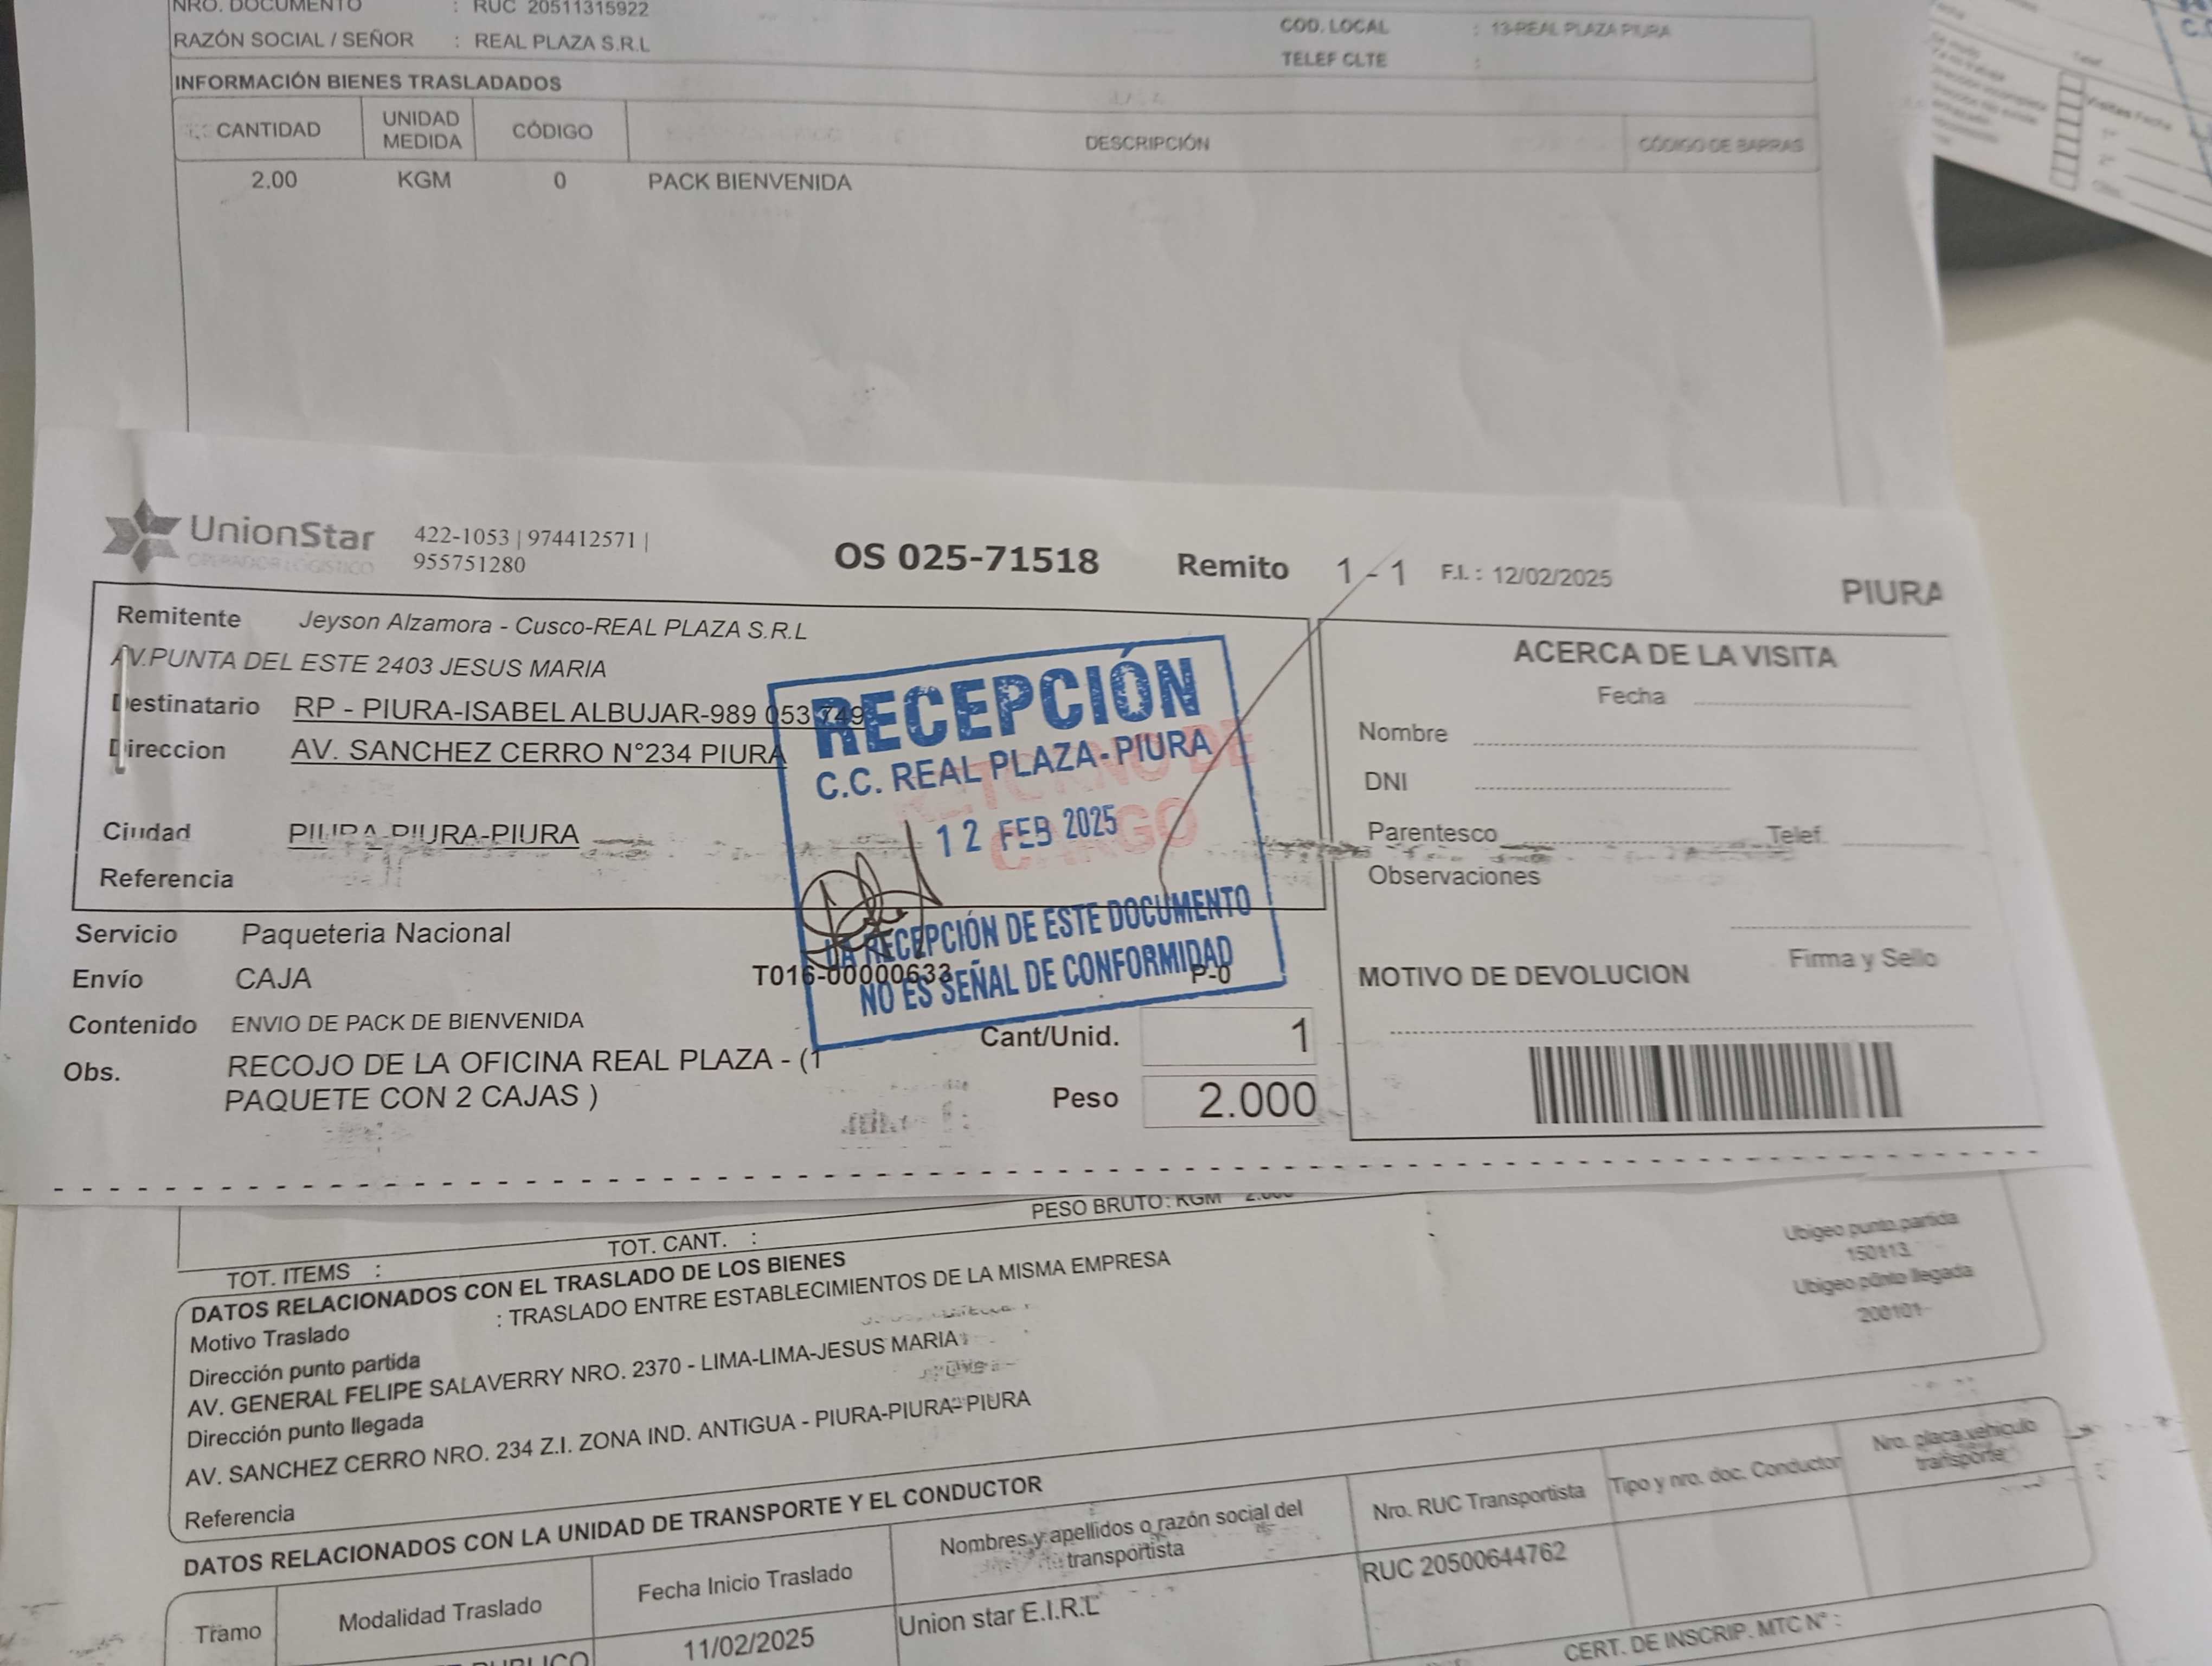 NRO. DOCUMENTO : RUC 20511315922
RAZÓN SOCIAL / SEÑOR : REAL PLAZA S.R.L
COD. LOCAL : 13-REAL PLAZA PIURA
TELEF CLTE :
INFORMACIÓN BIENES TRASLADADOS
CANTIDAD UNIDAD MEDIDA CÓDIGO DESCRIPCIÓN CÓDIGO DE BARRAS
2.00 KGM 0 PACK BIENVENIDA
UnionStar
OPERADOR LOGISTICO
422-1053 | 974412571 |
955751280
OS 025-71518 Remito 1 - 1 F.I. : 12/02/2025 PIURA
Remitente Jeyson Alzamora - Cusco-REAL PLAZA S.R.L
AV.PUNTA DEL ESTE 2403 JESUS MARIA
Destinatario RP - PIURA-ISABEL ALBUJAR-989 053 749
Direccion AV. SANCHEZ CERRO N°234 PIURA
Ciudad PIURA-PIURA-PIURA
Referencia
RECEPCIÓN
C.C. REAL PLAZA-PIURA
12 FEB 2025
LA RECEPCIÓN DE ESTE DOCUMENTO
NO ES SEÑAL DE CONFORMIDAD
RETORNO DE
CARGO
Servicio Paqueteria Nacional
Envío CAJA T016-00000633 P-0
Contenido ENVIO DE PACK DE BIENVENIDA
Obs. RECOJO DE LA OFICINA REAL PLAZA - (1
PAQUETE CON 2 CAJAS )
Cant/Unid. 1
Peso 2.000
ACERCA DE LA VISITA
Fecha
Nombre
DNI
Parentesco Telef.
Observaciones
Firma y Sello
MOTIVO DE DEVOLUCION
PESO BRUTO: KGM 2.000
TOT. CANT. :
TOT. ITEMS :
DATOS RELACIONADOS CON EL TRASLADO DE LOS BIENES
Motivo Traslado : TRASLADO ENTRE ESTABLECIMIENTOS DE LA MISMA EMPRESA
Dirección punto partida
AV. GENERAL FELIPE SALAVERRY NRO. 2370 - LIMA-LIMA-JESUS MARIA
Dirección punto llegada
AV. SANCHEZ CERRO NRO. 234 Z.I. ZONA IND. ANTIGUA - PIURA-PIURA-PIURA
Referencia
Ubigeo punto partida
150113
Ubigeo punto llegada
200101
DATOS RELACIONADOS CON LA UNIDAD DE TRANSPORTE Y EL CONDUCTOR
Tramo Modalidad Traslado Fecha Inicio Traslado Nombres y apellidos o razón social del transportista Nro. RUC Transportista Tipo y nro. doc. Conductor Nro. placa vehiculo transporte
PUBLICO 11/02/2025 Union star E.I.R.L RUC 20500644762
CERT. DE INSCRIP. MTC N° :
Visitas Fecha